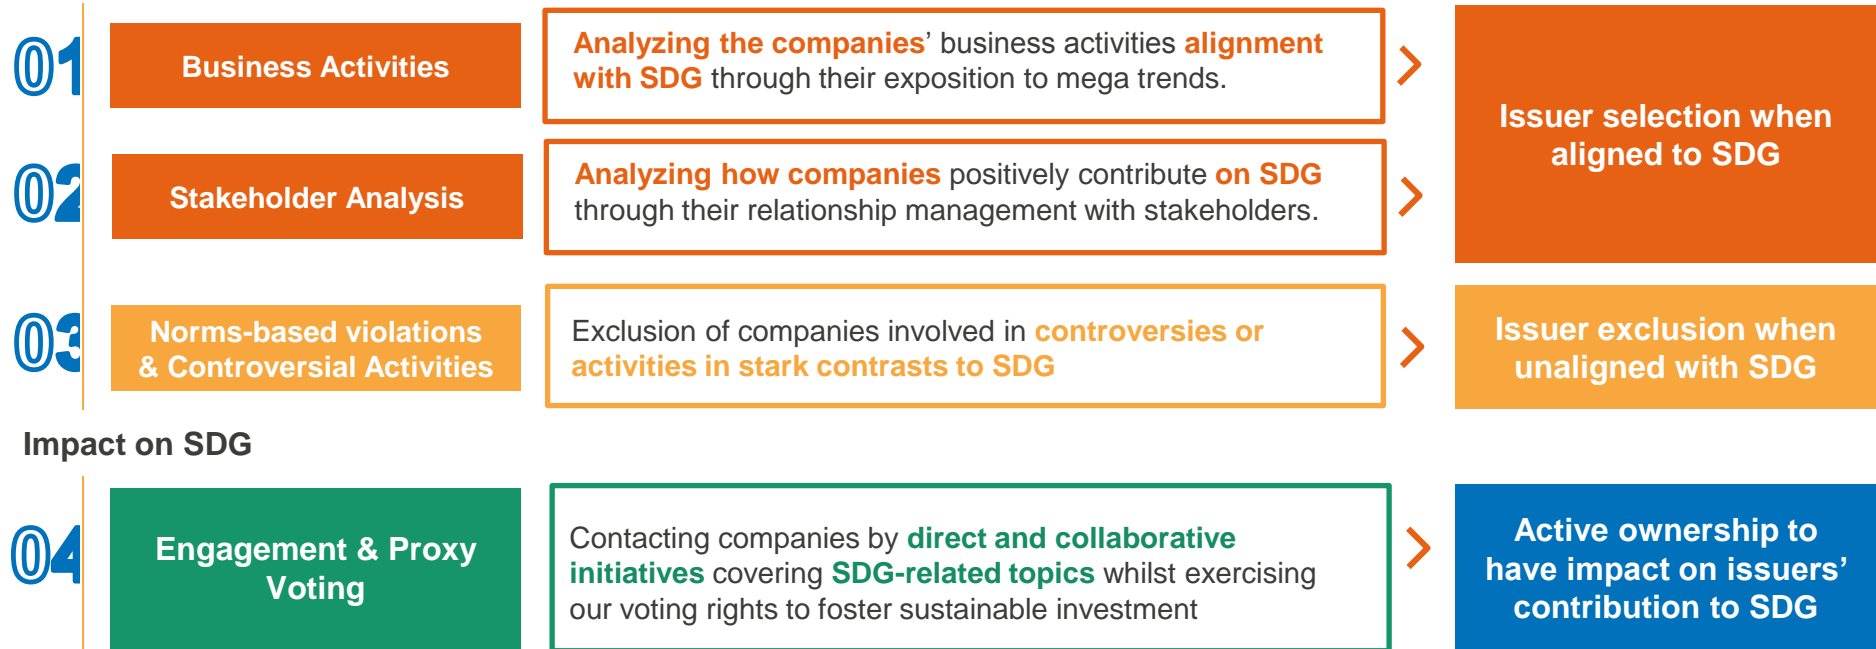 01
Business Activities
Analyzing the companies’ business activities alignment
with SDG through their exposition to mega trends.
02
Stakeholder Analysis
Analyzing how companies positively contribute on SDG
through their relationship management with stakeholders.
Issuer selection when
aligned to SDG
03
Norms-based violations
& Controversial Activities
Exclusion of companies involved in controversies or
activities in stark contrasts to SDG
Issuer exclusion when
unaligned with SDG
Impact on SDG
04
Engagement & Proxy
Voting
Contacting companies by direct and collaborative
initiatives covering SDG-related topics whilst exercising
our voting rights to foster sustainable investment
Active ownership to
have impact on issuers’
contribution to SDG